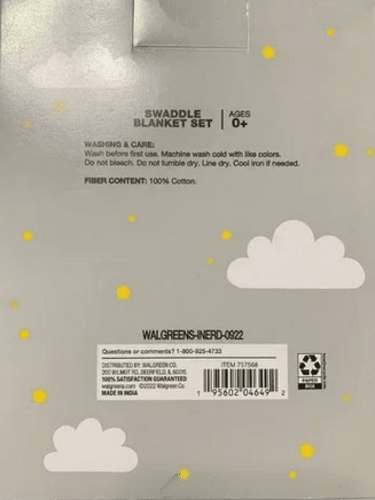 SWADDLE
BLANKET SET
AGES
0+
WASHING & CARE:
Wash before first use. Machine wash cold with like colors.
Do not bleach. Do not tumble dry. Line dry. Cool iron if needed.
FIBER CONTENT: 100% Cotton.
WALGREENS-INERD-0922
Questions or comments? 1-800-925-4733
DISTRIBUTED BY: WALGREEN CO.
200 WILMOT RD, DEERFIELD, IL 60015
100% SATISFACTION GUARANTEED
walgreens.com ©2022 Walgreen Co.
MADE IN INDIA
ITEM 757568
1 95602 04649 2
PAPER
BOX